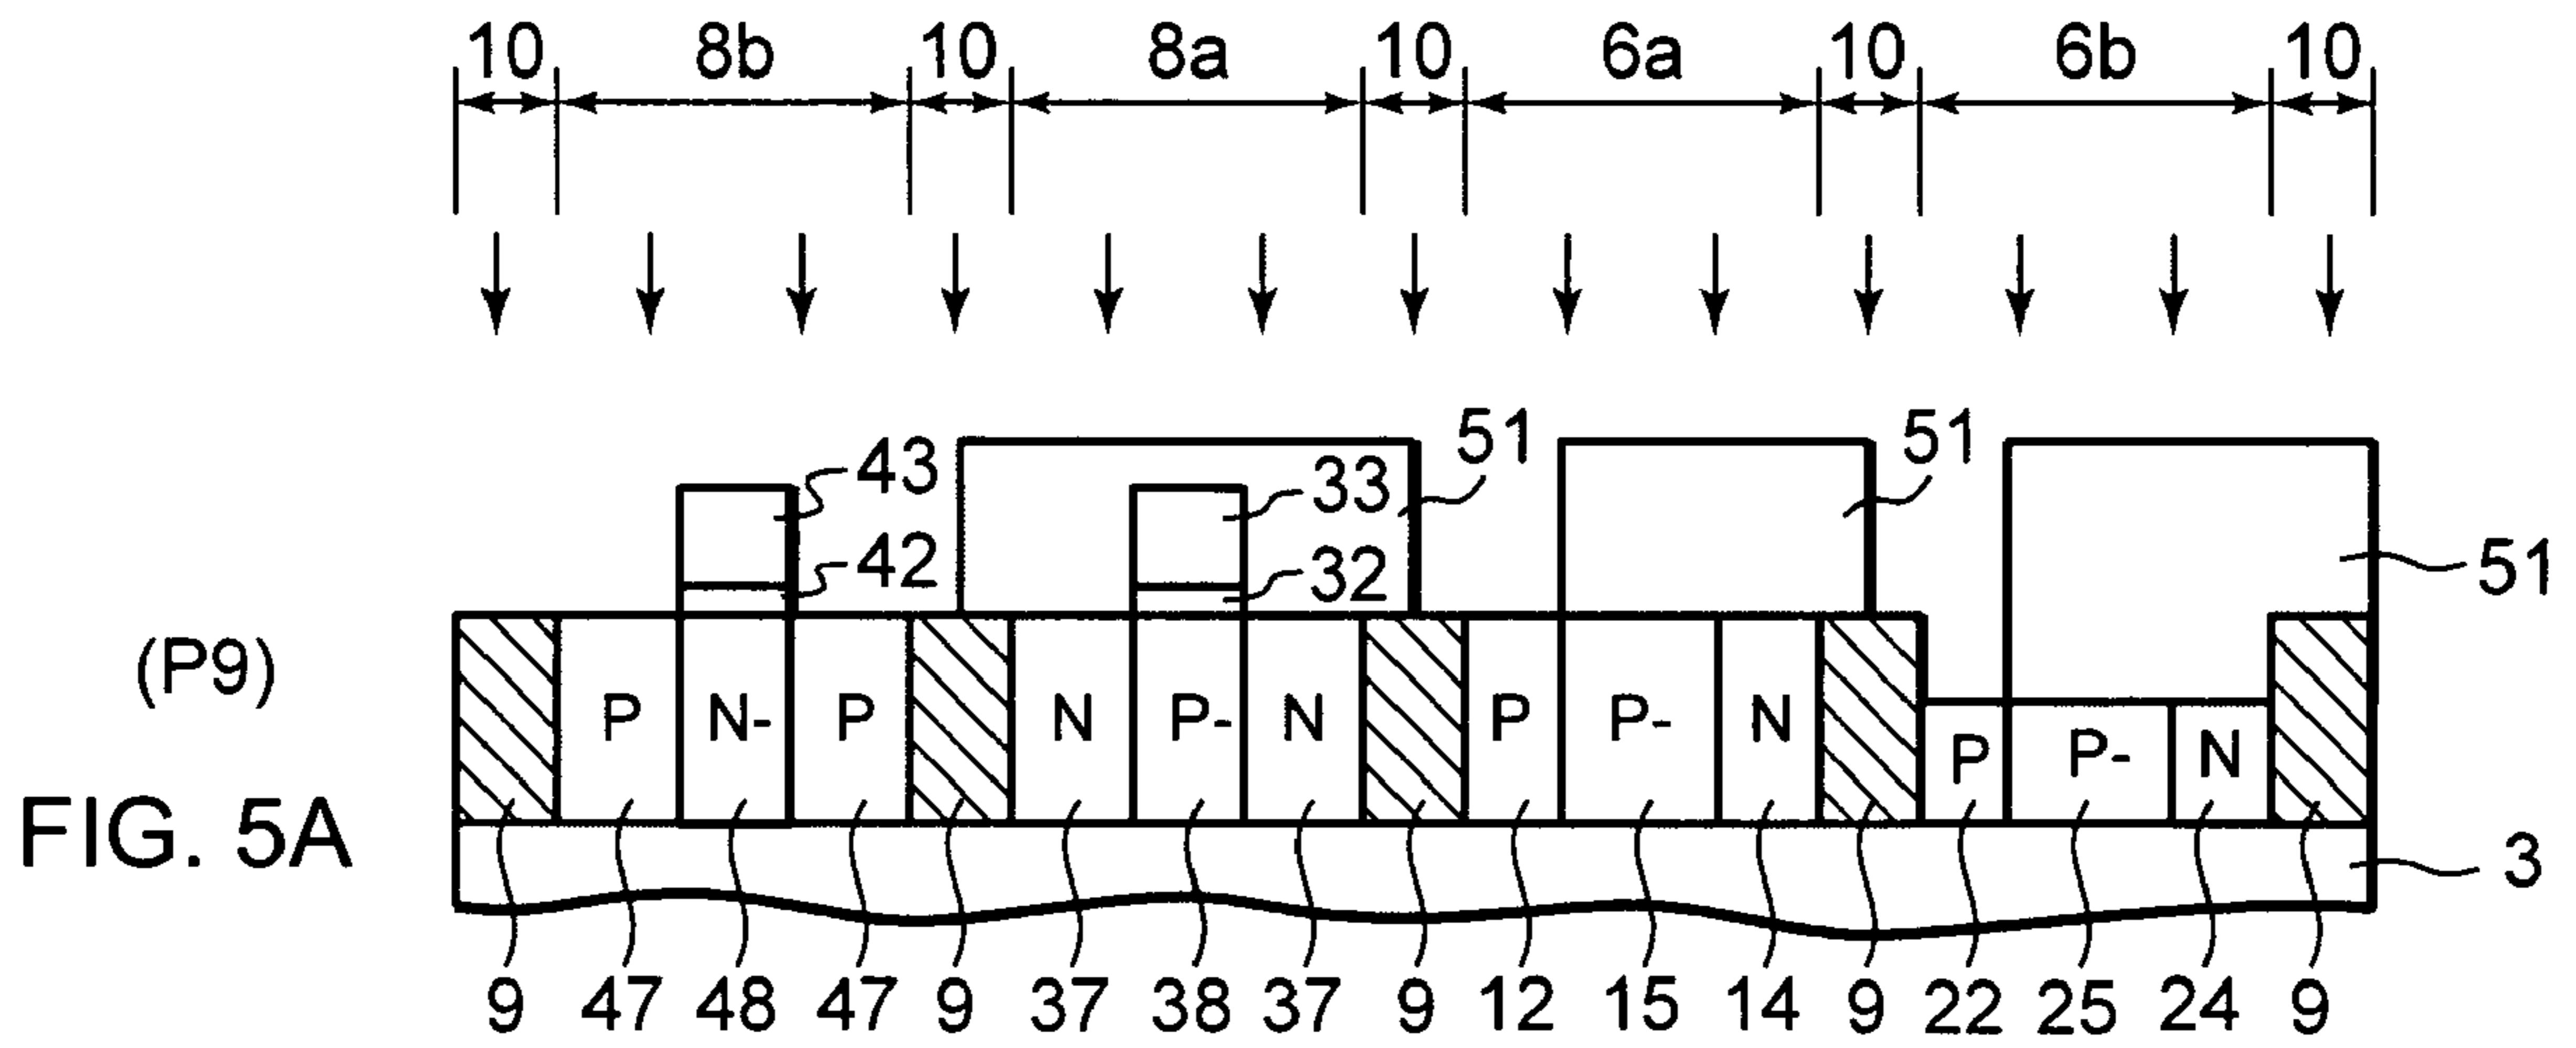 10 8b 10 8a 10 6a 10 6b 10
43 33 51 51
42 32 51
(P9) P N- P N P- N P P- N P P- N
FIG. 5A 3
9 47 48 47 9 37 38 37 9 12 15 14 9 22 25 24 9